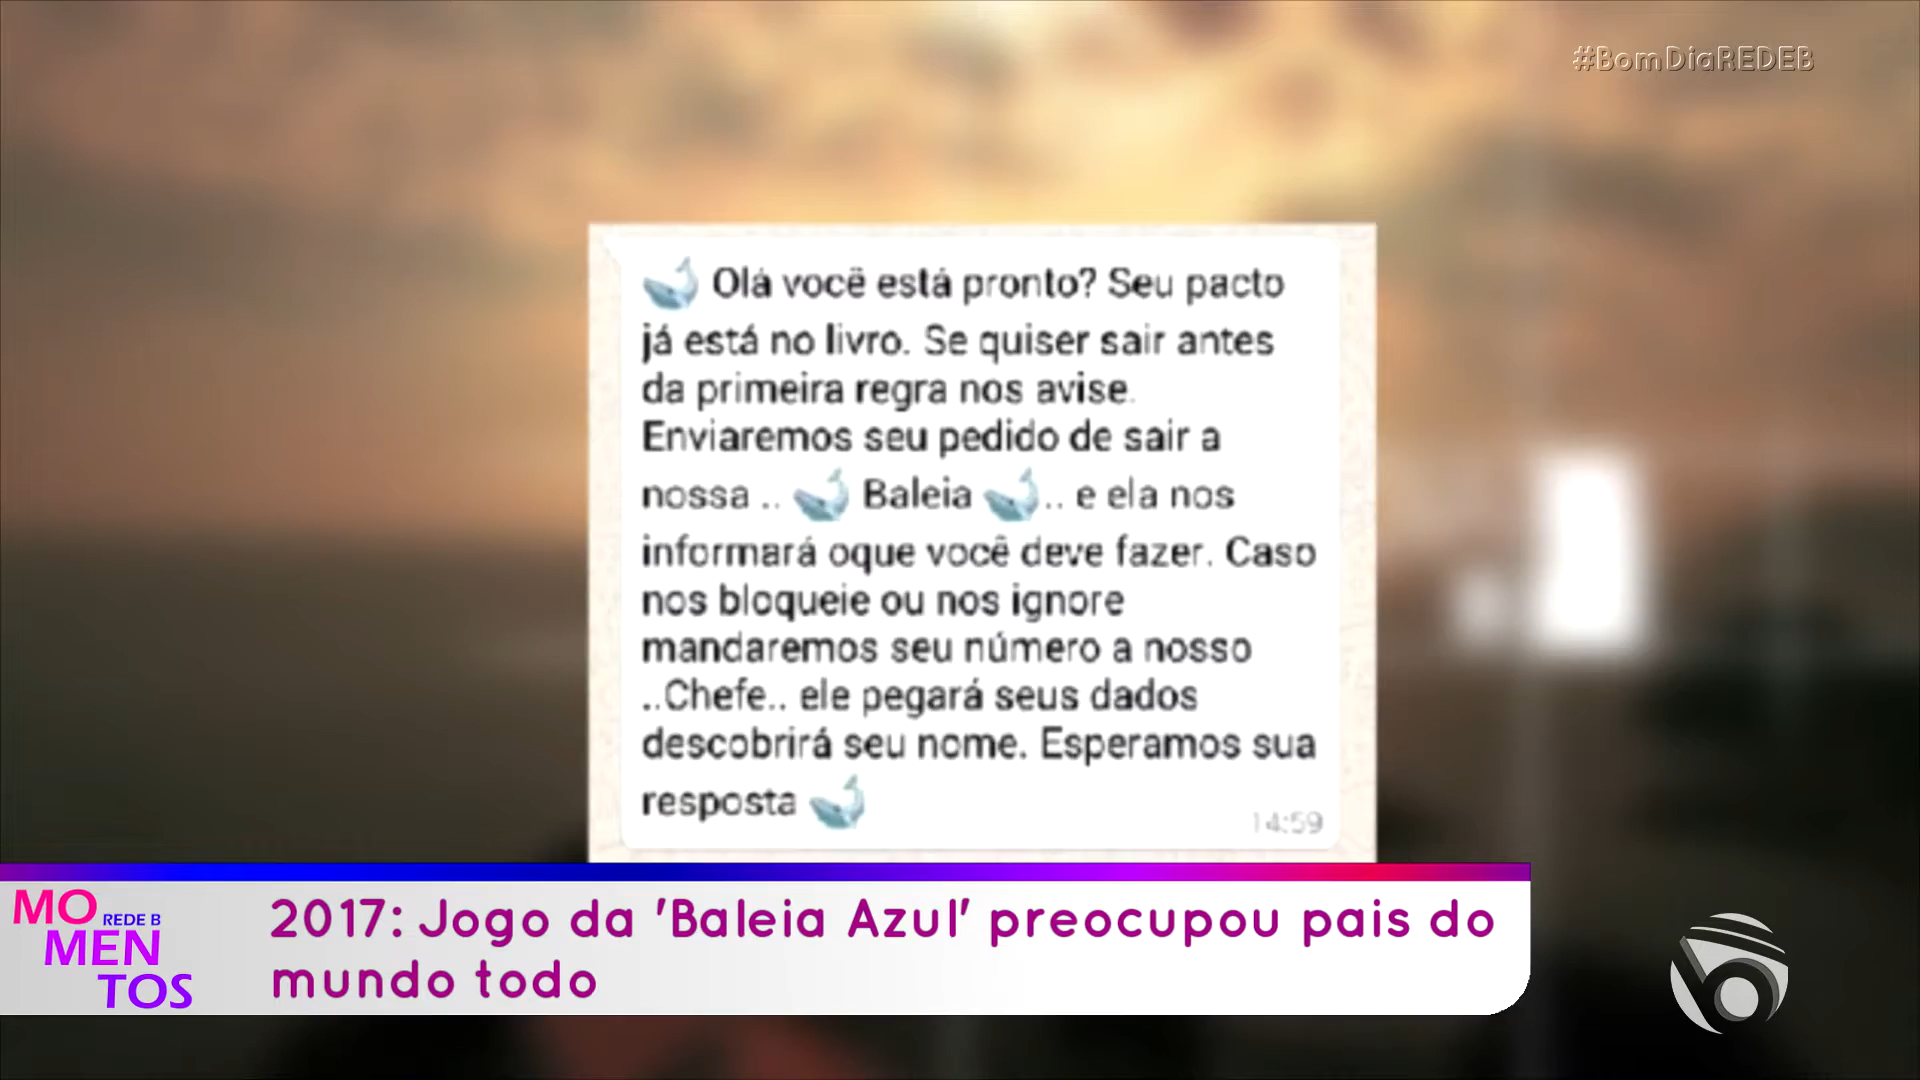 #BomDiaREDEB
Olá você está pronto? Seu pacto
já está no livro. Se quiser sair antes
da primeira regra nos avise.
Enviaremos seu pedido de sair a
nossa .. Baleia .. e ela nos
informará oque você deve fazer. Caso
nos bloqueie ou nos ignore
mandaremos seu número a nosso
..Chefe.. ele pegará seus dados
descobrirá seu nome. Esperamos sua
resposta
14:59
MO
REDE B
MEN
TOS
2017: Jogo da 'Baleia Azul' preocupou pais do
mundo todo